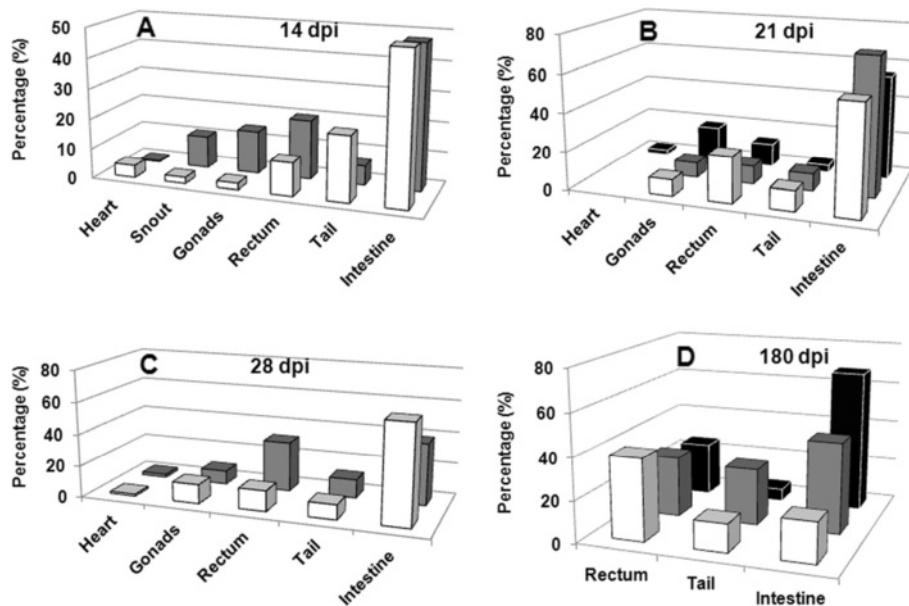 A
14 dpi
Percentage (%)
50
40
30
20
10
0
Heart
Snout
Gonads
Rectum
Tail
Intestine
B
21 dpi
Percentage (%)
80
60
40
20
0
Heart
Gonads
Rectum
Tail
Intestine
C
28 dpi
Percentage (%)
80
60
40
20
0
Heart
Gonads
Rectum
Tail
Intestine
D
180 dpi
Percentage (%)
80
60
40
20
0
Rectum
Tail
Intestine